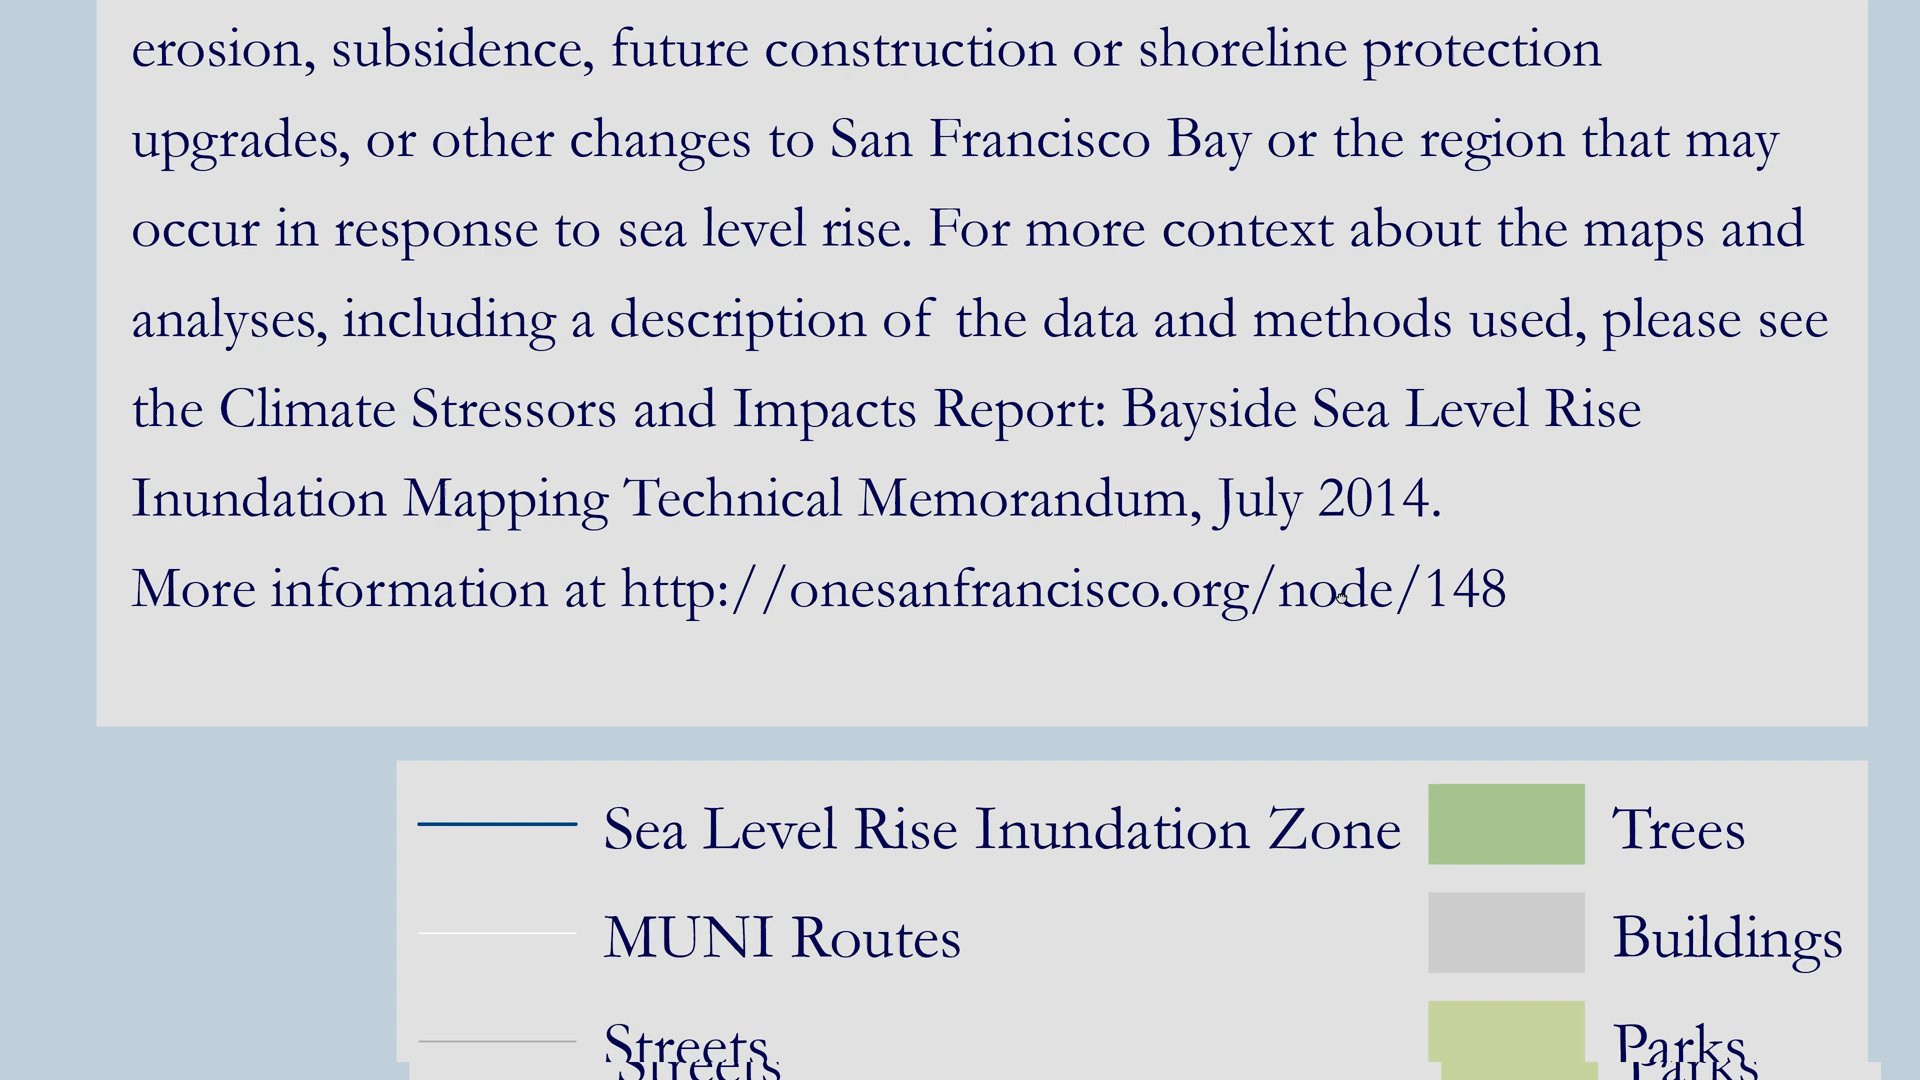 erosion, subsidence, future construction or shoreline protection
upgrades, or other changes to San Francisco Bay or the region that may
occur in response to sea level rise. For more context about the maps and
analyses, including a description of the data and methods used, please see
the Climate Stressors and Impacts Report: Bayside Sea Level Rise
Inundation Mapping Technical Memorandum, July 2014.
More information at http://onesanfrancisco.org/node/148
Sea Level Rise Inundation Zone
Trees
MUNI Routes
Buildings
Streets
Parks